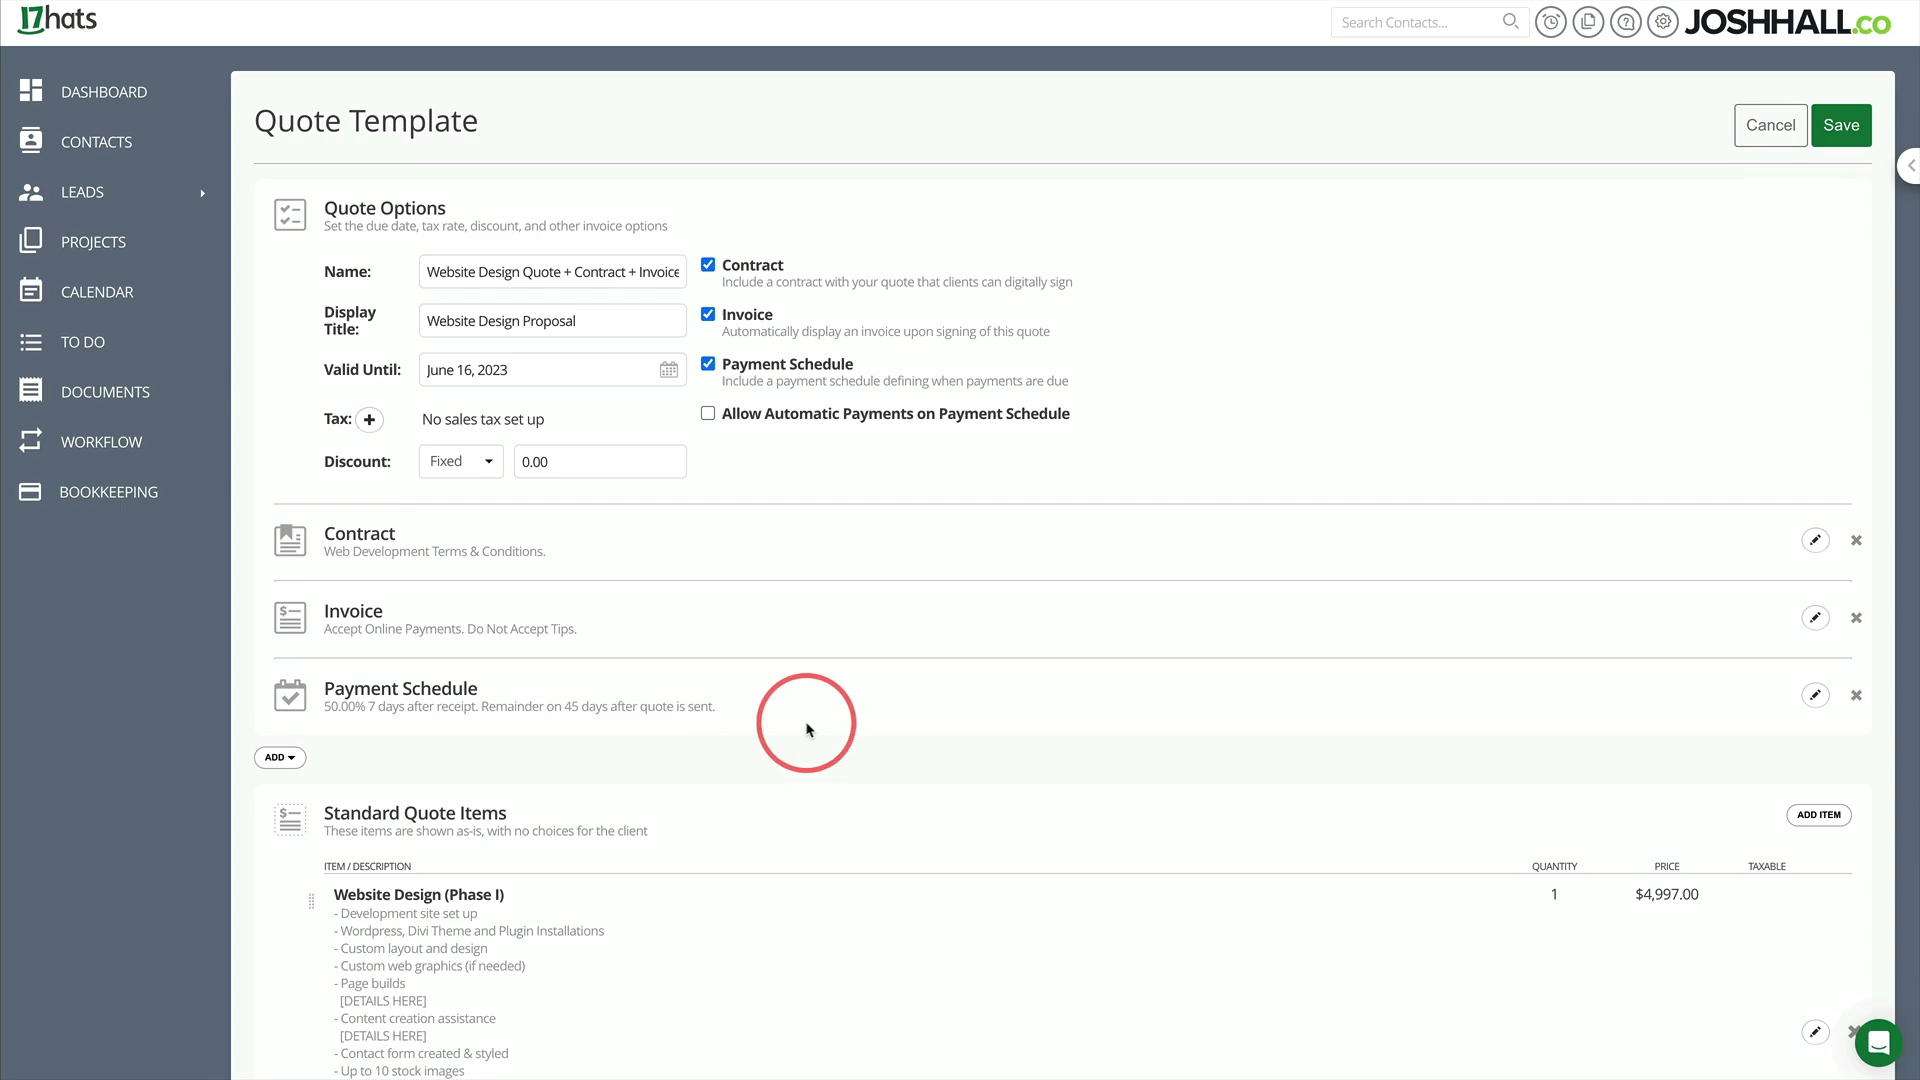 17hats
Search Contacts...
JOSHHALL.co
DASHBOARD
CONTACTS
LEADS
PROJECTS
CALENDAR
TO DO
DOCUMENTS
WORKFLOW
BOOKKEEPING
Quote Template
Cancel
Save
Quote Options
Set the due date, tax rate, discount, and other invoice options
Name:
Website Design Quote + Contract + Invoice
Display
Title:
Website Design Proposal
Valid Until:
June 16, 2023
Tax:
No sales tax set up
Discount:
Fixed
0.00
Contract
Include a contract with your quote that clients can digitally sign
Invoice
Automatically display an invoice upon signing of this quote
Payment Schedule
Include a payment schedule defining when payments are due
Allow Automatic Payments on Payment Schedule
Contract
Web Development Terms & Conditions.
Invoice
Accept Online Payments. Do Not Accept Tips.
Payment Schedule
50.00% 7 days after receipt. Remainder on 45 days after quote is sent.
ADD
Standard Quote Items
These items are shown as-is, with no choices for the client
ADD ITEM
ITEM / DESCRIPTION
QUANTITY
PRICE
TAXABLE
Website Design (Phase I)
1
$4,997.00
- Development site set up
- Wordpress, Divi Theme and Plugin Installations
- Custom layout and design
- Custom web graphics (if needed)
- Page builds
[DETAILS HERE]
- Content creation assistance
[DETAILS HERE]
- Contact form created & styled
- Up to 10 stock images